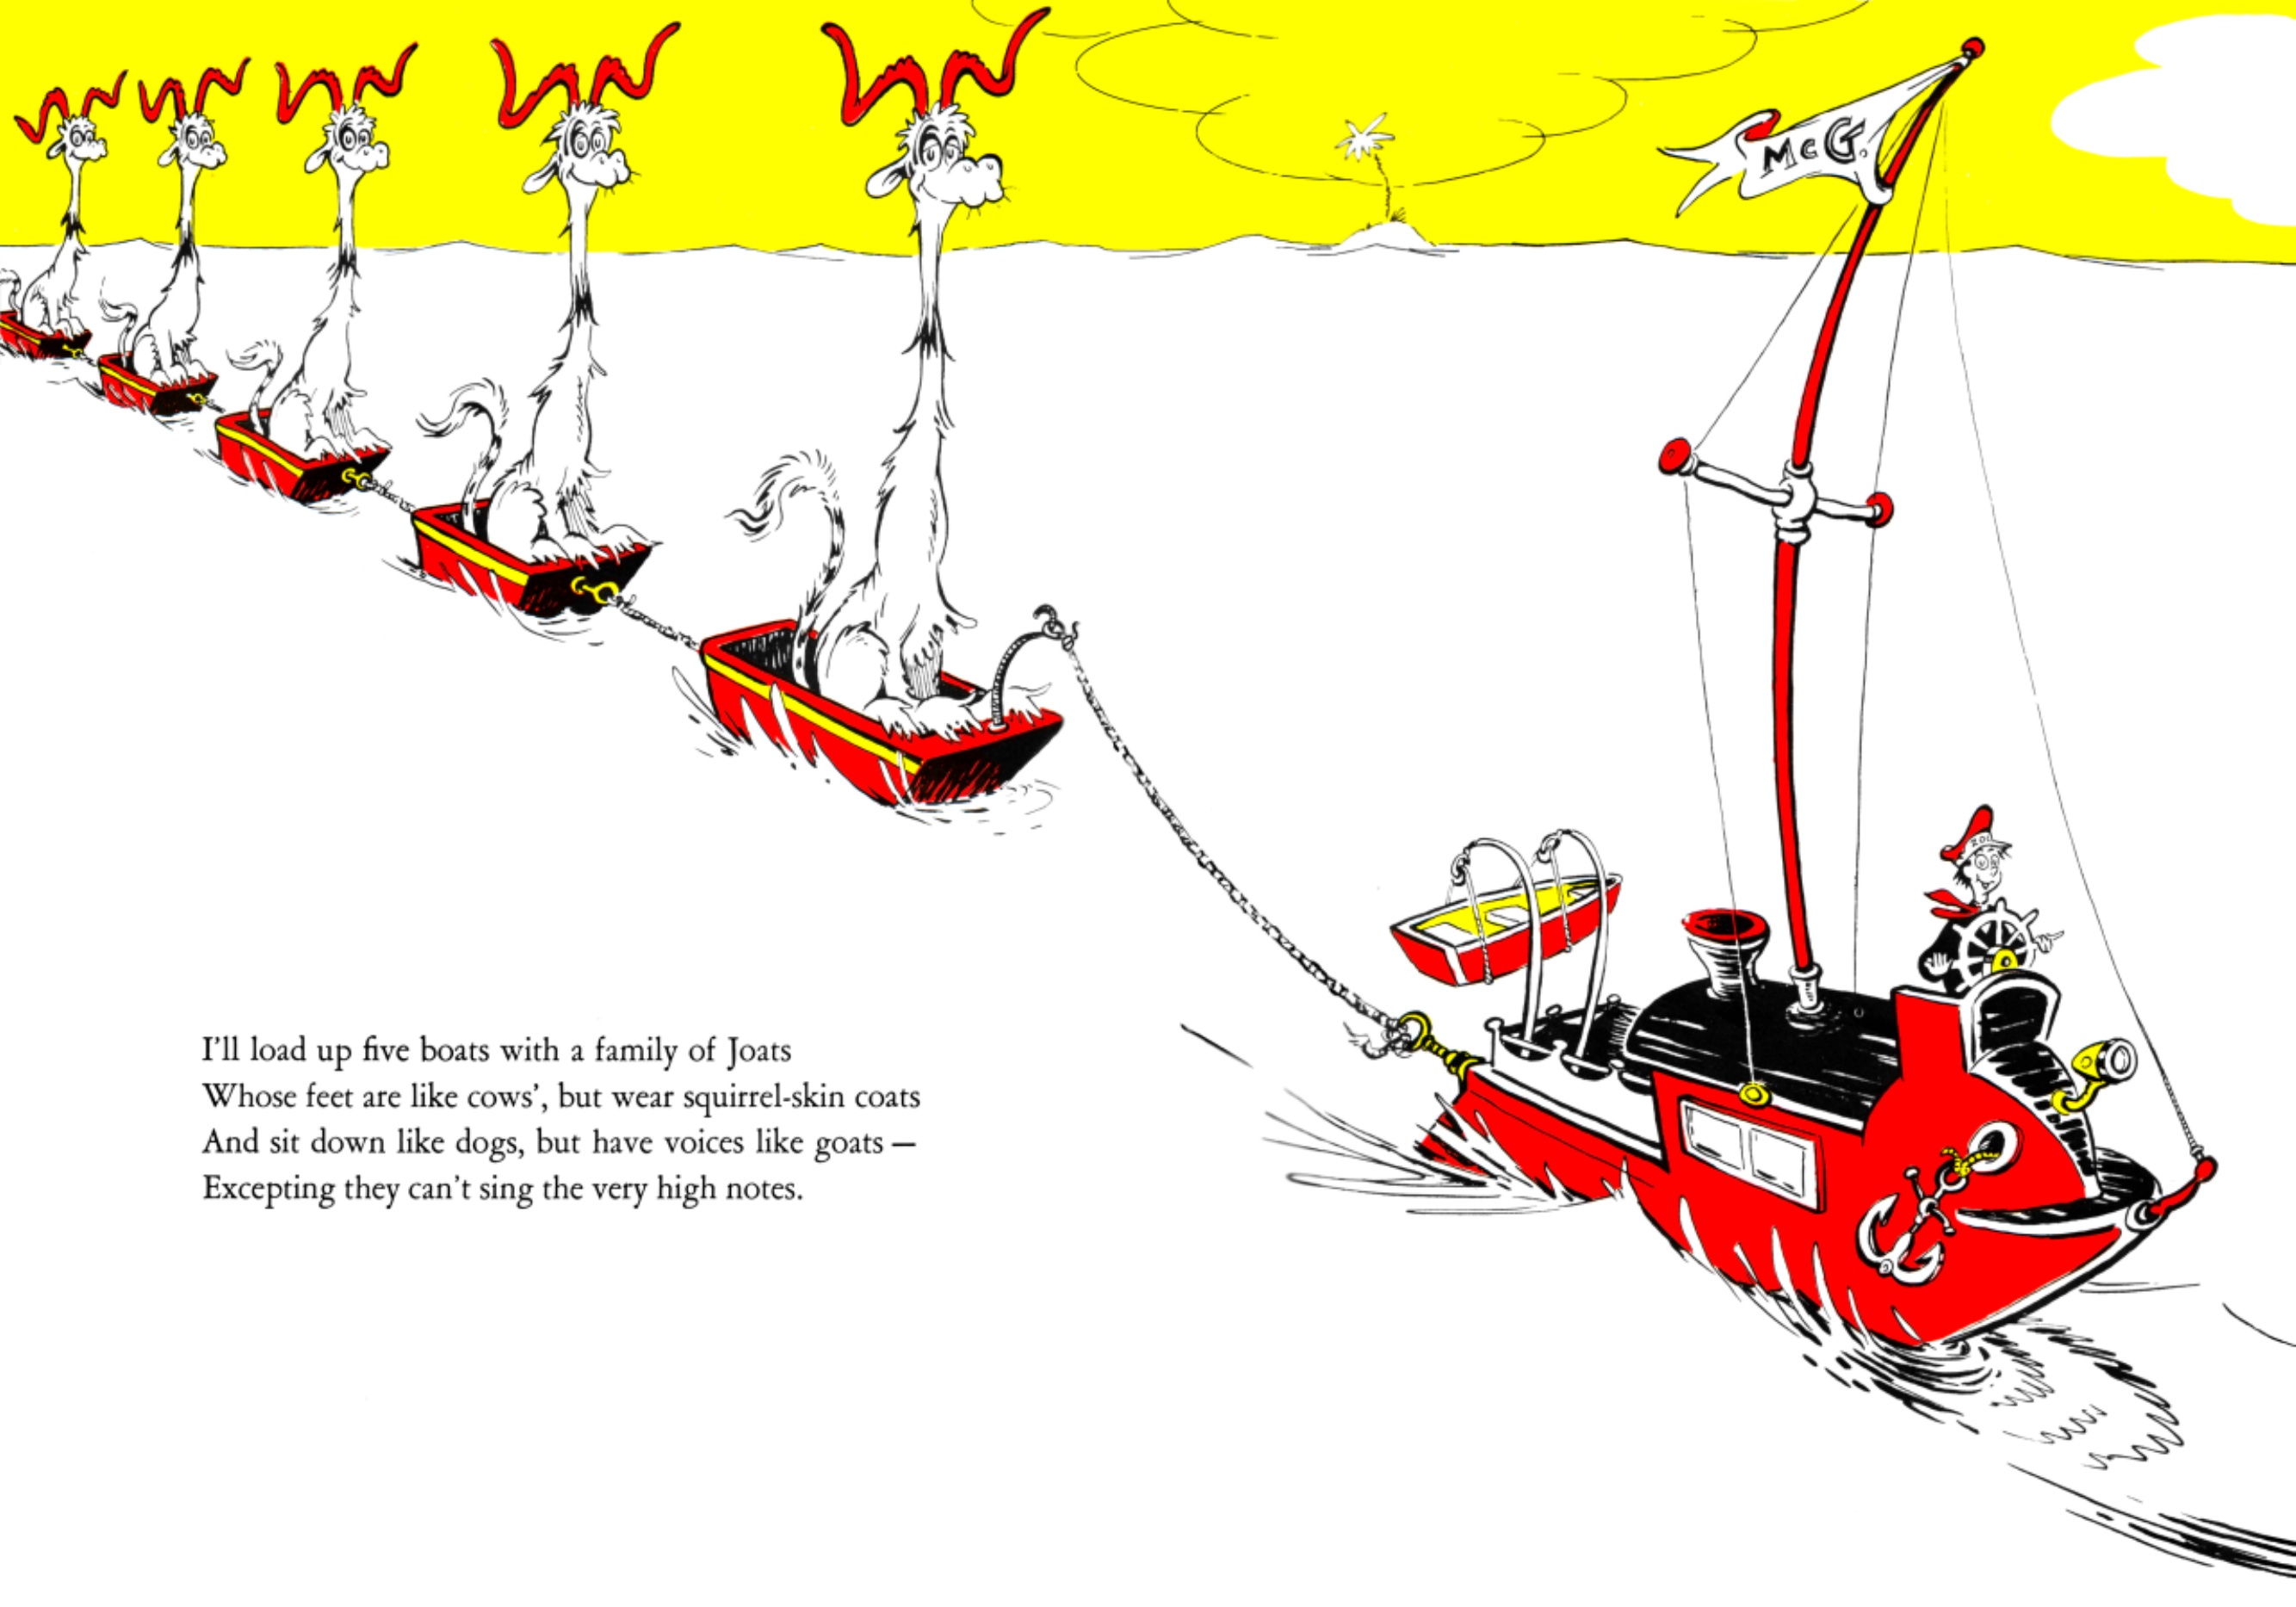 McG.
ZOO
I'll load up five boats with a family of Joats
Whose feet are like cows', but wear squirrel-skin coats
And sit down like dogs, but have voices like goats —
Excepting they can't sing the very high notes.